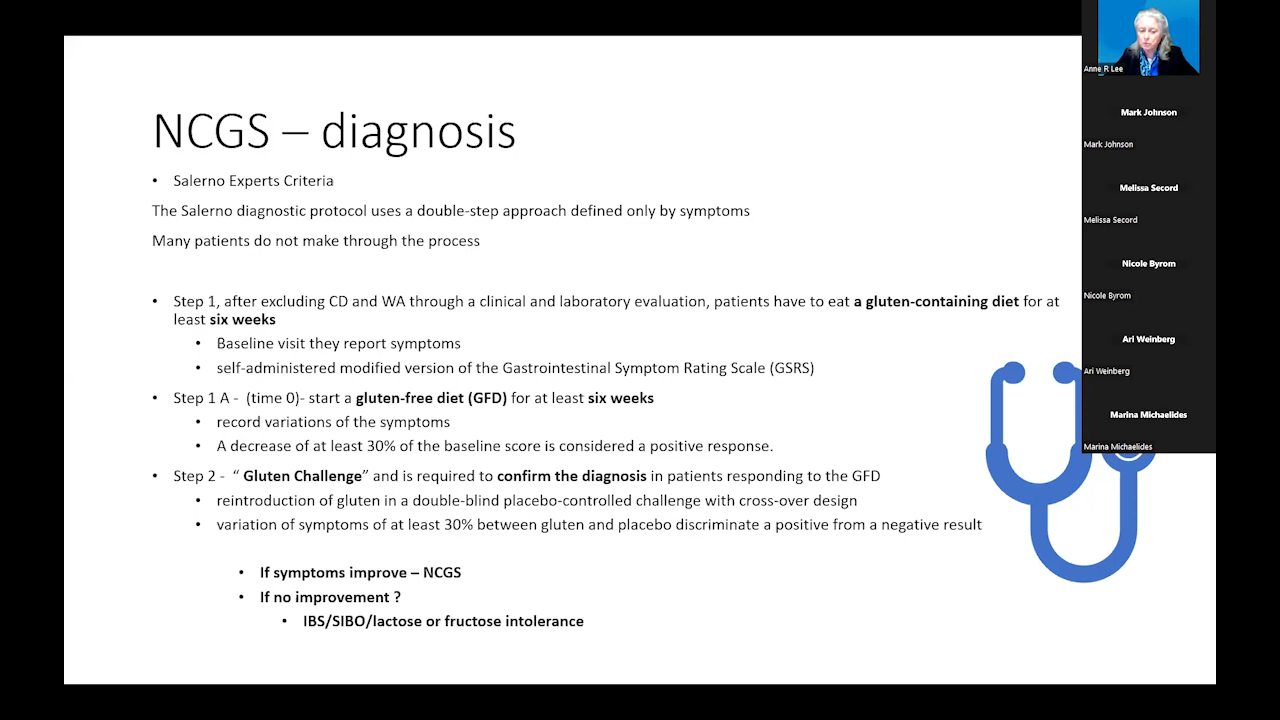 NCGS – diagnosis
• Salerno Experts Criteria
The Salerno diagnostic protocol uses a double-step approach defined only by symptoms
Many patients do not make through the process
• Step 1, after excluding CD and WA through a clinical and laboratory evaluation, patients have to eat a gluten-containing diet for at
least six weeks
• Baseline visit they report symptoms
• self-administered modified version of the Gastrointestinal Symptom Rating Scale (GSRS)
• Step 1 A - (time 0)- start a gluten-free diet (GFD) for at least six weeks
• record variations of the symptoms
• A decrease of at least 30% of the baseline score is considered a positive response.
• Step 2 - “ Gluten Challenge” and is required to confirm the diagnosis in patients responding to the GFD
• reintroduction of gluten in a double-blind placebo-controlled challenge with cross-over design
• variation of symptoms of at least 30% between gluten and placebo discriminate a positive from a negative result
• If symptoms improve – NCGS
• If no improvement ?
• IBS/SIBO/lactose or fructose intolerance
Anne R Lee
Mark Johnson
Mark Johnson
Melissa Secord
Melissa Secord
Nicole Byrom
Nicole Byrom
Ari Weinberg
Ari Weinberg
Marina Michaelides
Marina Michaelides